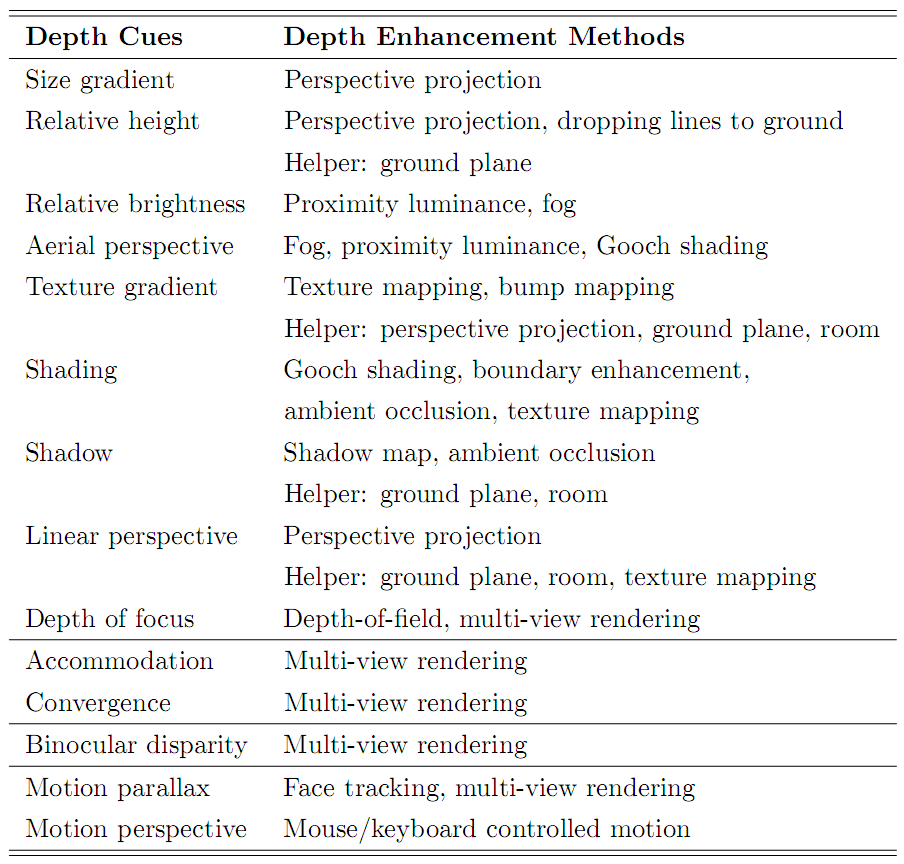 Depth Cues Depth Enhancement Methods
Size gradient Perspective projection
Relative height Perspective projection, dropping lines to ground
Helper: ground plane
Relative brightness Proximity luminance, fog
Aerial perspective Fog, proximity luminance, Gooch shading
Texture gradient Texture mapping, bump mapping
Helper: perspective projection, ground plane, room
Shading Gooch shading, boundary enhancement,
ambient occlusion, texture mapping
Shadow Shadow map, ambient occlusion
Helper: ground plane, room
Linear perspective Perspective projection
Helper: ground plane, room, texture mapping
Depth of focus Depth-of-field, multi-view rendering
Accommodation Multi-view rendering
Convergence Multi-view rendering
Binocular disparity Multi-view rendering
Motion parallax Face tracking, multi-view rendering
Motion perspective Mouse/keyboard controlled motion